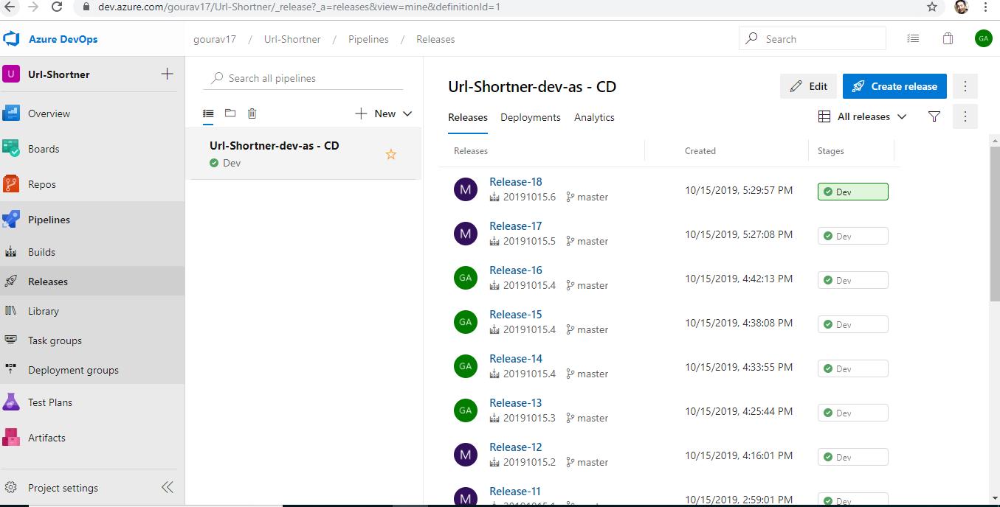 dev.azure.com/gourav17/Url-Shortner/_release?_a=releases&view=mine&definitionId=1
Azure DevOps
gourav17 / Url-Shortner / Pipelines / Releases
Search
GA
U Url-Shortner
Overview
Boards
Repos
Pipelines
Builds
Releases
Library
Task groups
Deployment groups
Test Plans
Artifacts
Project settings
Search all pipelines
New
Url-Shortner-dev-as - CD
Dev
Url-Shortner-dev-as - CD
Edit
Create release
Releases Deployments Analytics
All releases
Releases Created Stages
M Release-18
20191015.6 master
10/15/2019, 5:29:57 PM
Dev
M Release-17
20191015.5 master
10/15/2019, 5:27:08 PM
Dev
GA Release-16
20191015.4 master
10/15/2019, 4:42:13 PM
Dev
GA Release-15
20191015.4 master
10/15/2019, 4:38:08 PM
Dev
GA Release-14
20191015.4 master
10/15/2019, 4:33:55 PM
Dev
GA Release-13
20191015.3 master
10/15/2019, 4:25:44 PM
Dev
M Release-12
20191015.2 master
10/15/2019, 4:16:01 PM
Dev
M Release-11
10/15/2019, 2:59:01 PM
Dev